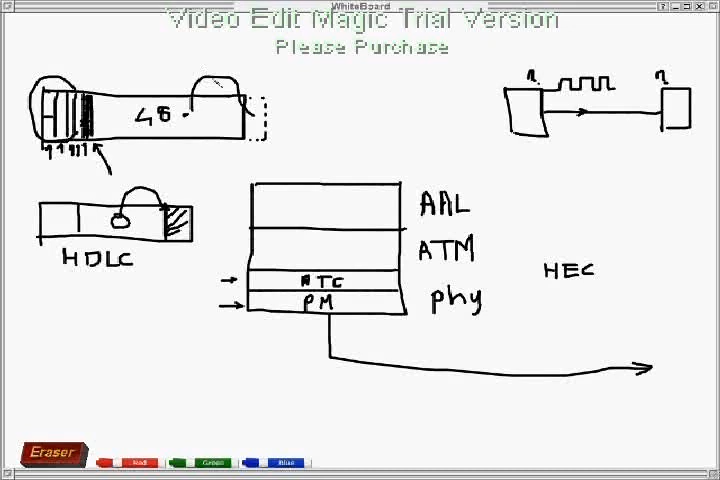 WhiteBoard
Video Edit Magic Trial Version
Please Purchase
48
HDLC
AAL
ATM
HEC
PM
phy
Eraser
Red
Green
Blue